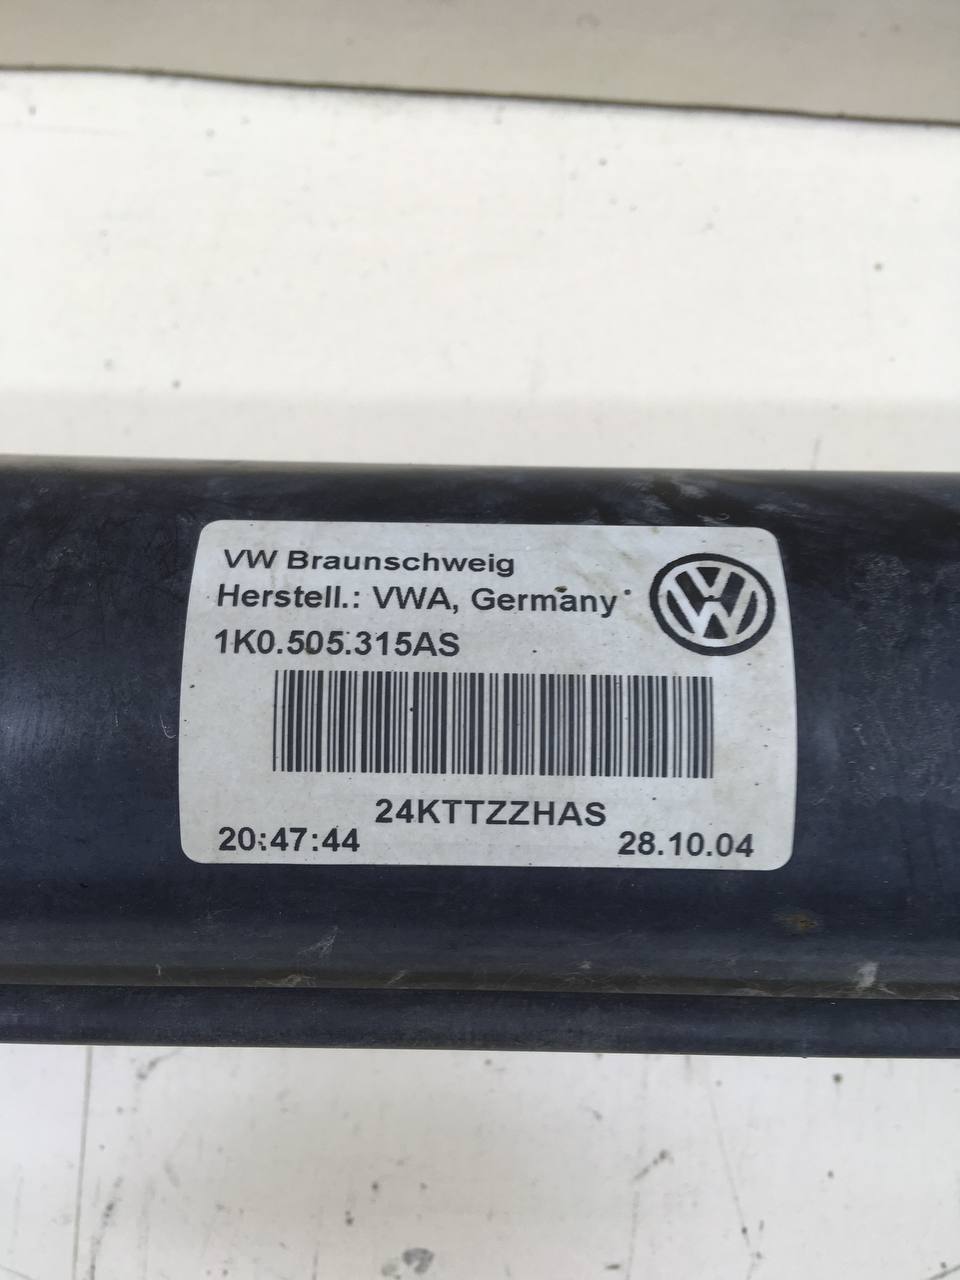 VW Braunschweig
Herstell.: VWA, Germany
1K0.505.315AS
24KTTZZHAS
20:47:44 28.10.04